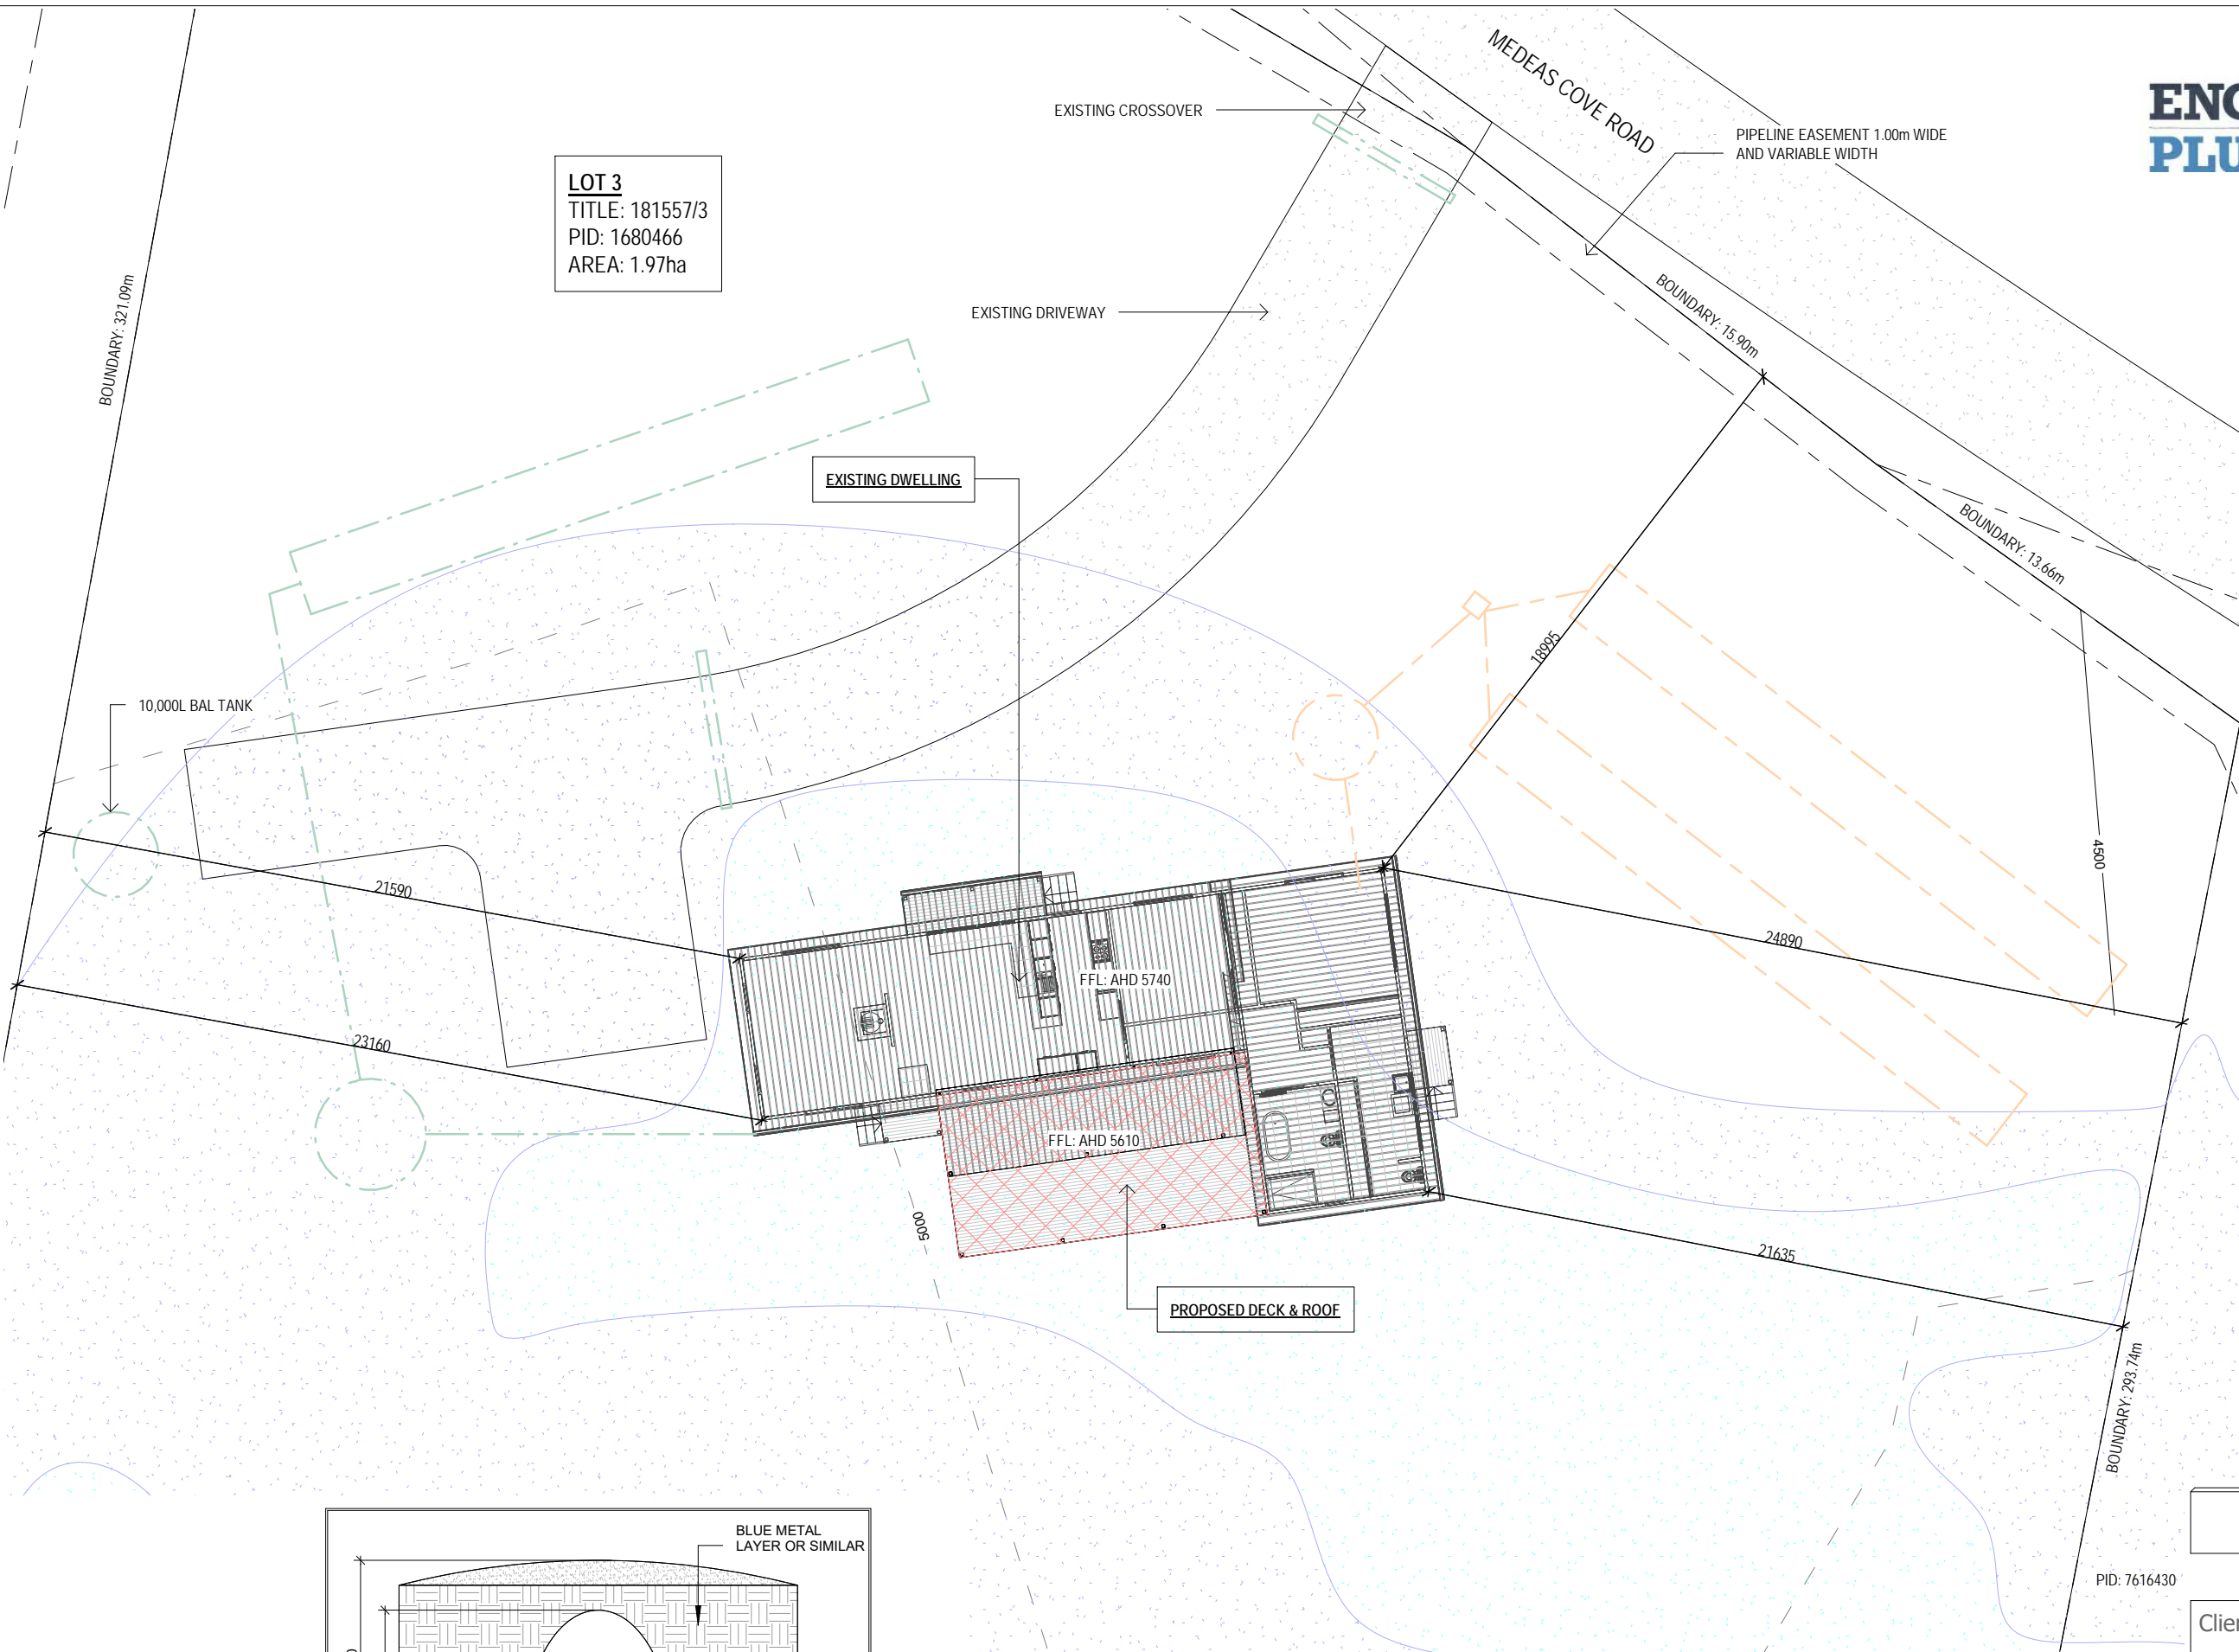 MEDEAS COVE ROAD
EXISTING CROSSOVER
PIPELINE EASEMENT 1.00m WIDE
AND VARIABLE WIDTH
LOT 3
TITLE: 181557/3
PID: 1680466
AREA: 1.97ha
BOUNDARY: 321.09m
EXISTING DRIVEWAY
BOUNDARY: 15.90m
EXISTING DWELLING
BOUNDARY: 13.66m
18995
10,000L BAL TANK
4500
21590
24890
FFL: AHD 5740
23160
FFL: AHD 5610
5000
21635
PROPOSED DECK & ROOF
BOUNDARY: 293.74m
BLUE METAL
LAYER OR SIMILAR
PID: 7616430